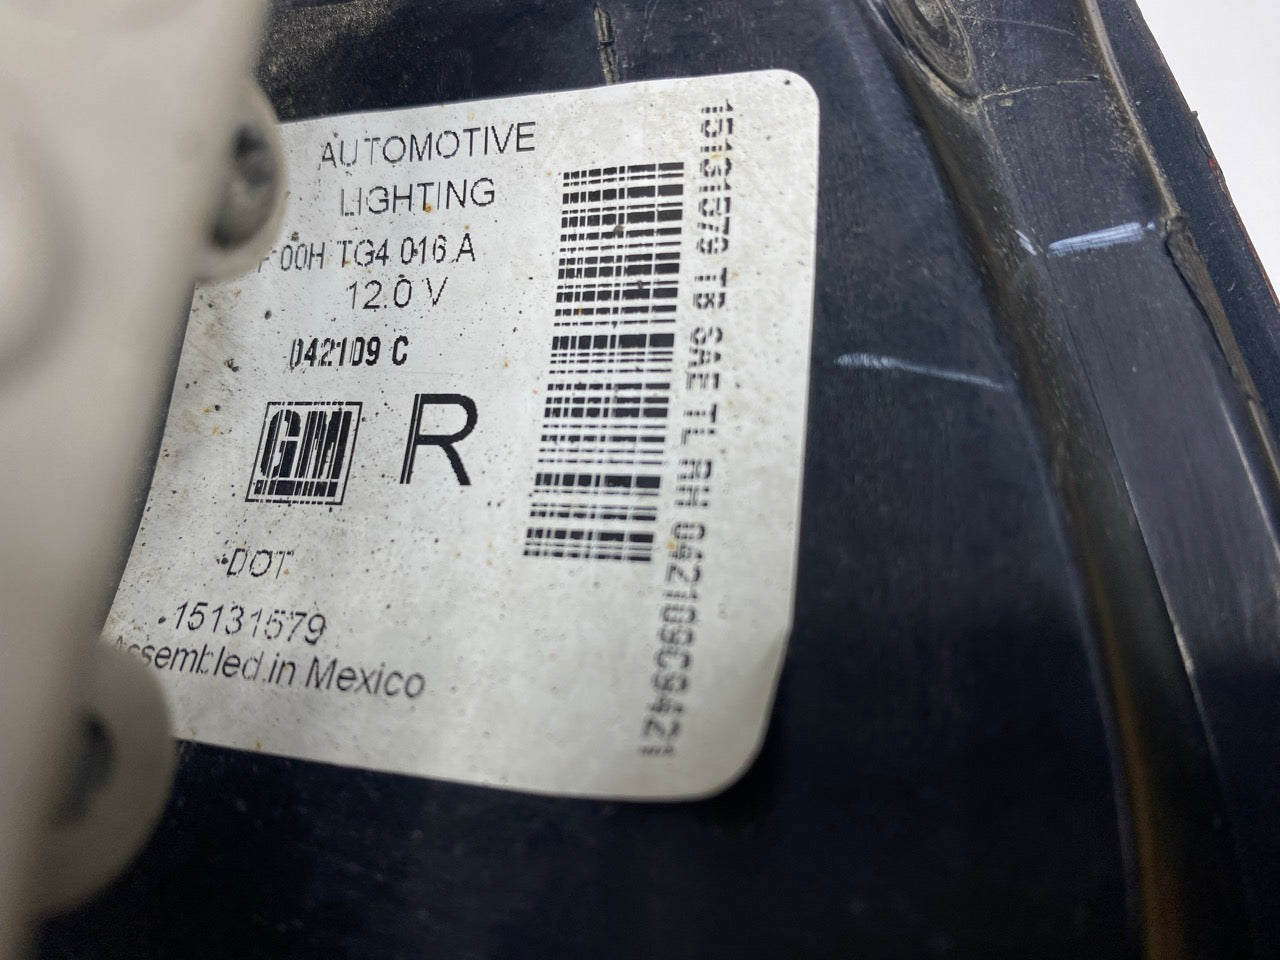 AUTOMOTIVE
LIGHTING
F 00H TG4 016 A
12.0 V
042109 C
GM
R
DOT
15131579
Assembled in Mexico
15131579 TB SAE TL RH 042109C9421